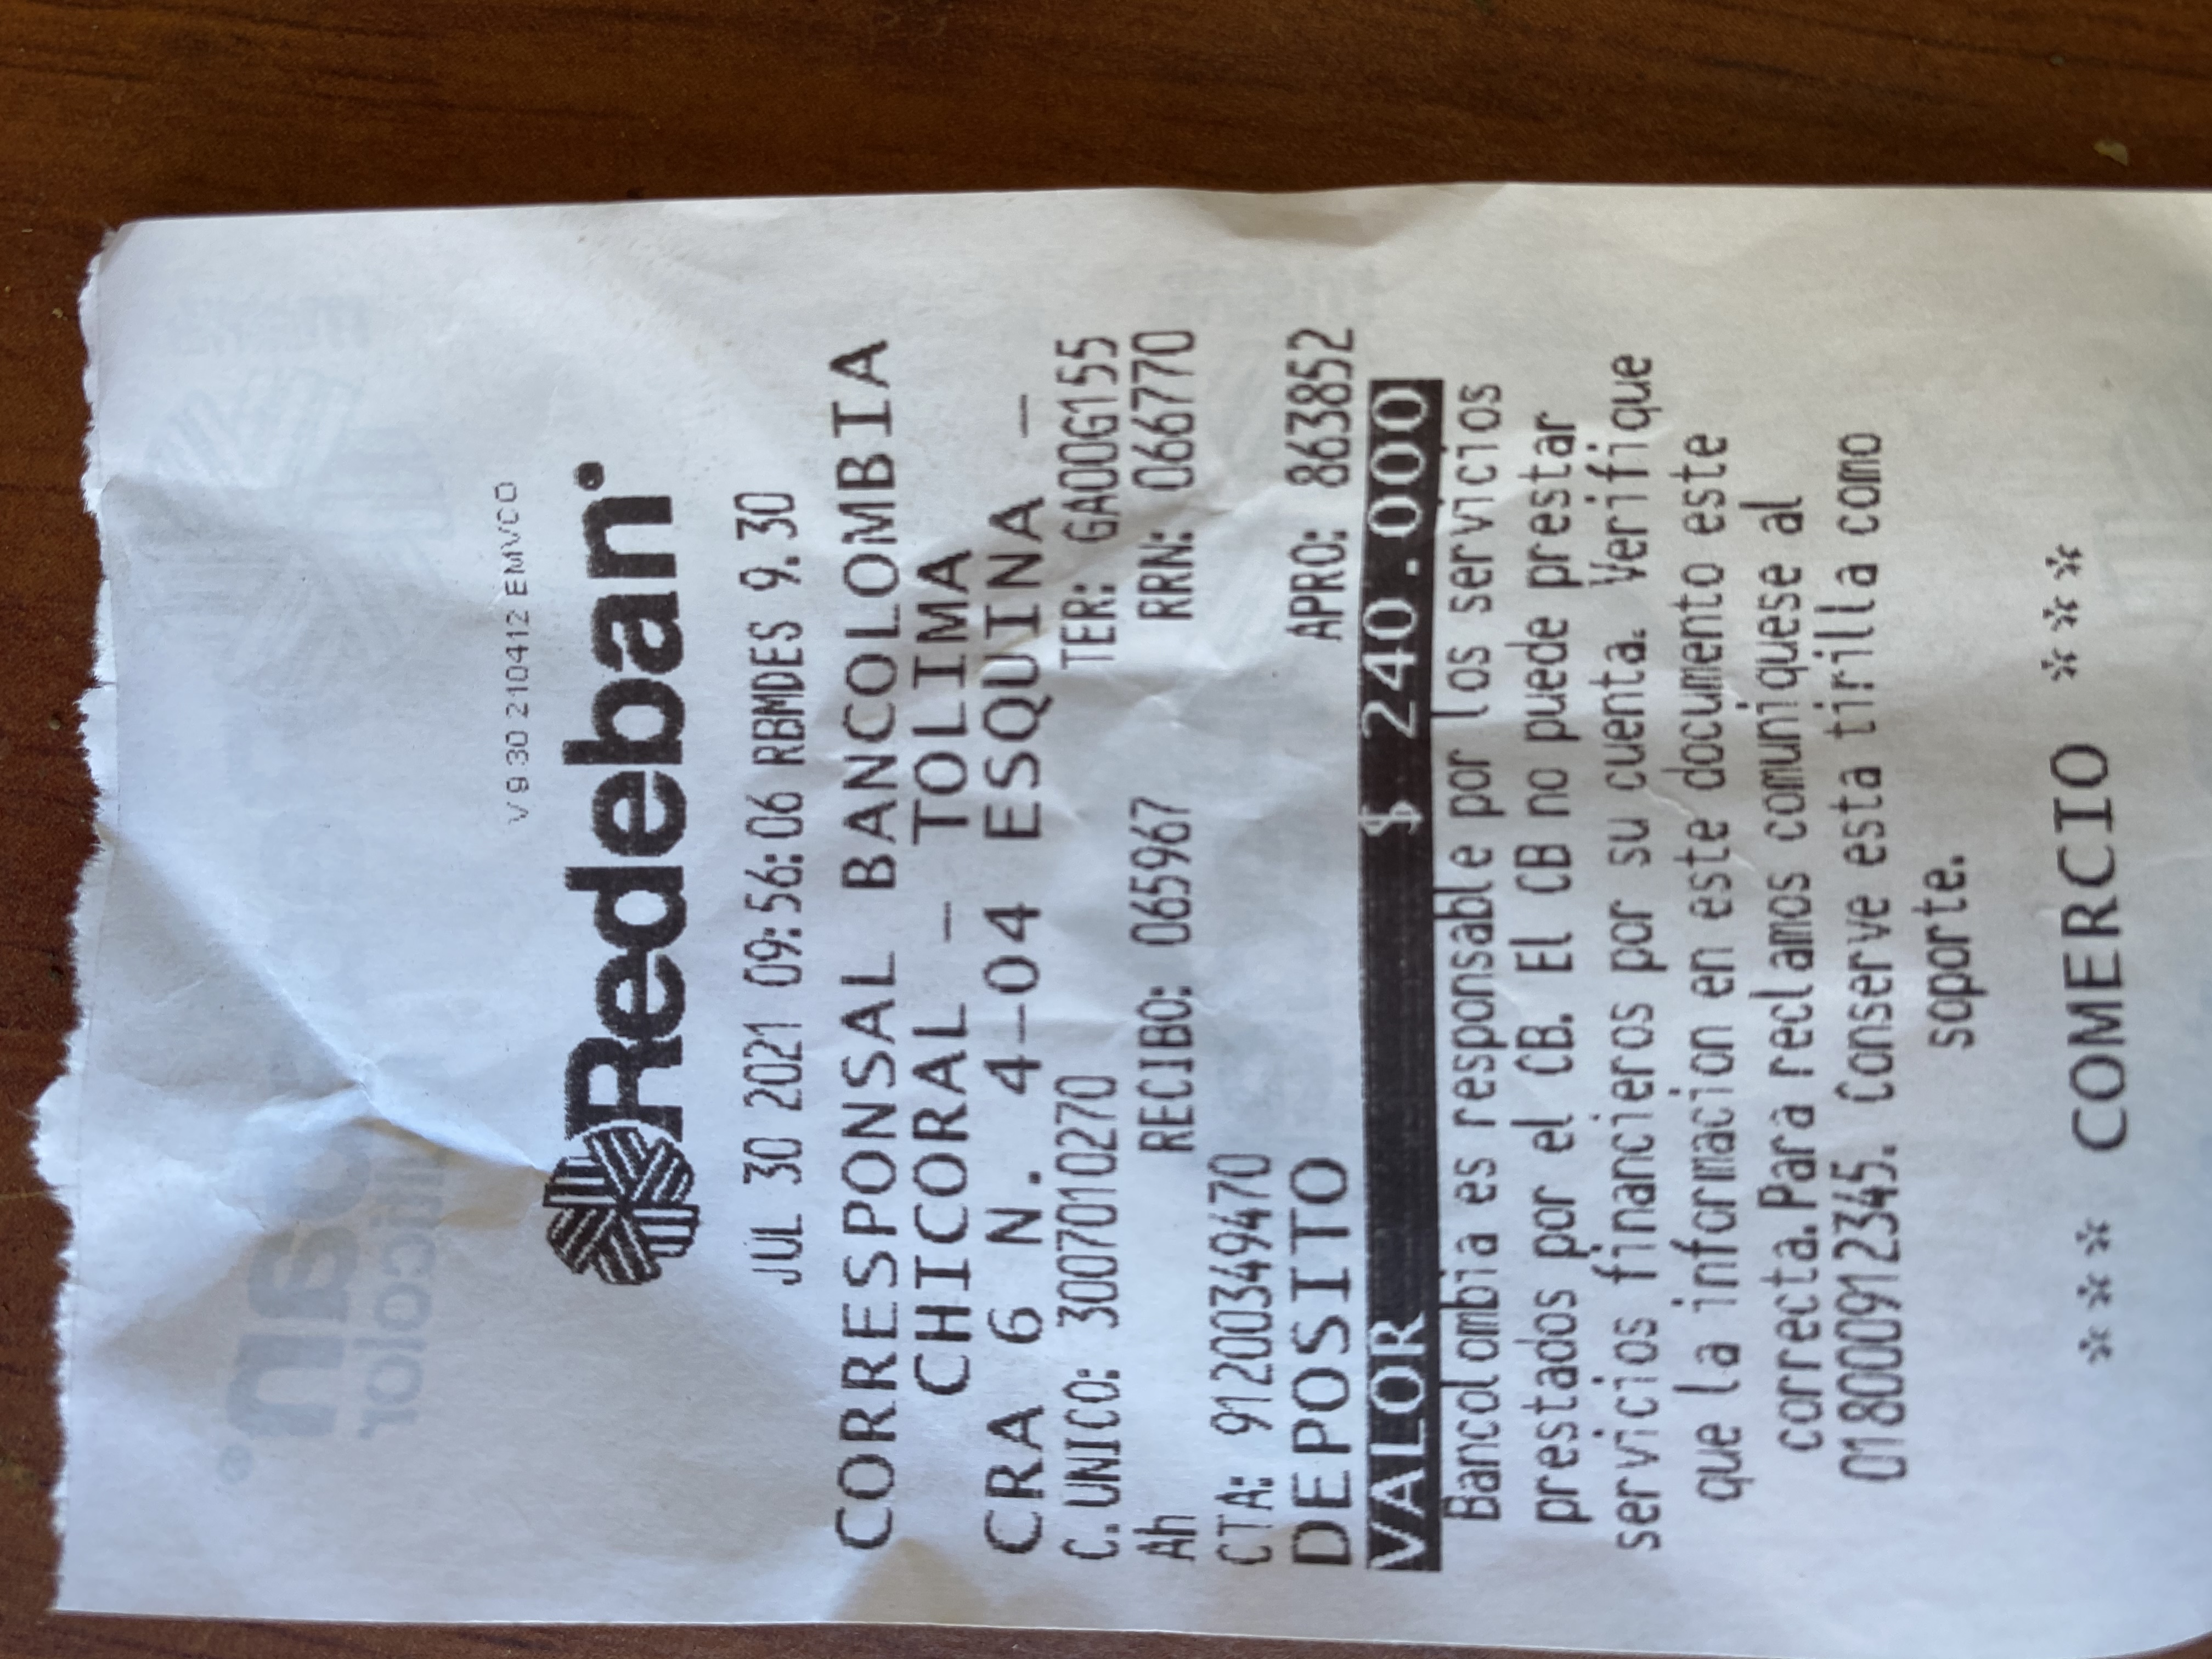 V9.30 210412 EMVCO
Redeban
JUL 30 2021 09:56:06 RBMDES 9.30
CORRESPONSAL BANCOLOMBIA
CHICORAL - TOLIMA
CRA 6 N. 4-04 ESQUINA -
C.UNICO: 3007010270 TER: GA00G155
Ah RECIBO: 065967 RRN: 066770
CTA: 91200349470
DEPOSITO APRO: 863852
VALOR $ 240.000
Bancolombia es responsable por los servicios
prestados por el CB. El CB no puede prestar
servicios financieros por su cuenta. Verifique
que la informacion en este documento este
correcta.Para reclamos comuniquese al
018000912345. Conserve esta tirilla como
soporte.
*** COMERCIO ***